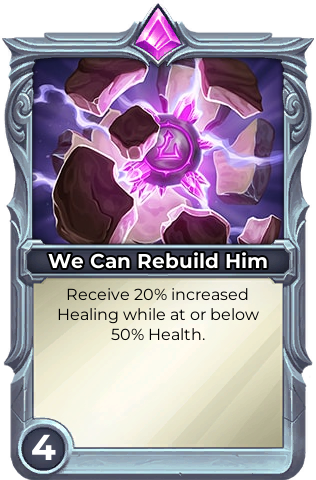 We Can Rebuild Him
Receive 20% increased
Healing while at or below
50% Health.
4